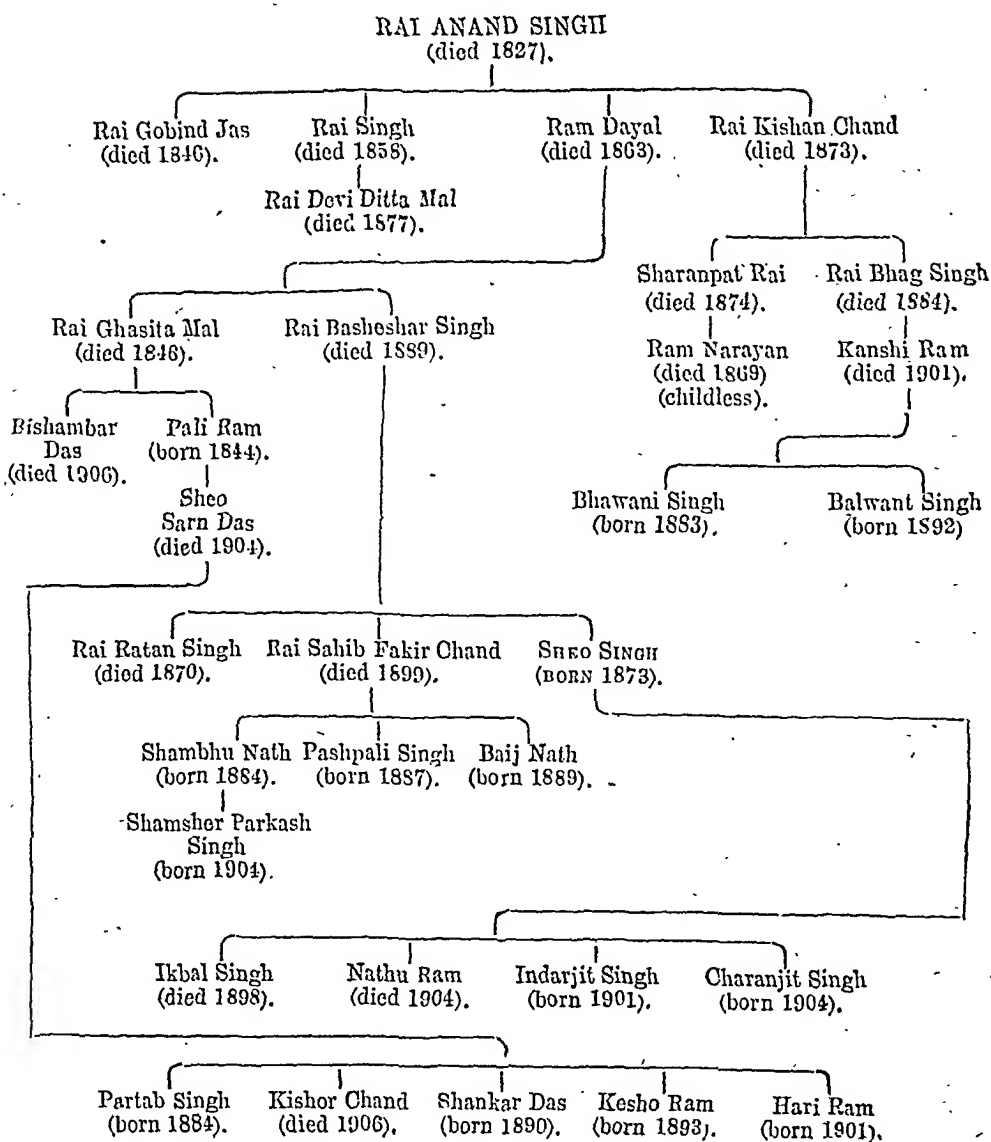 RAI ANAND SINGH
(died 1827).
Rai Gobind Jas
(died 1846).
Rai Singh
(died 1858).
Ram Dayal
(died 1863).
Rai Kishan Chand
(died 1873).
Rai Devi Ditta Mal
(died 1877).
Sharanpat Rai
(died 1874).
Rai Bhag Singh
(died 1884).
Rai Ghasita Mal
(died 1846).
Rai Basheshar Singh
(died 1889).
Ram Narayan
(died 1869)
(childless).
Kanshi Ram
(died 1901).
Bishambar
Das
(died 1906).
Pali Ram
(born 1844).
Sheo
Sarn Das
(died 1904).
Bhawani Singh
(born 1883).
Balwant Singh
(born 1892)
Rai Ratan Singh
(died 1870).
Rai Sahib Fakir Chand
(died 1899).
SHEO SINGH
(BORN 1873).
Shambhu Nath
(born 1884).
Pashpali Singh
(born 1887).
Baij Nath
(born 1889).
Shamsher Parkash
Singh
(born 1904).
Ikbal Singh
(died 1898).
Nathu Ram
(died 1904).
Indarjit Singh
(born 1901).
Charanjit Singh
(born 1904).
Partab Singh
(born 1884).
Kishor Chand
(died 1906).
Shankar Das
(born 1890).
Kesho Ram
(born 1893).
Hari Ram
(born 1901).